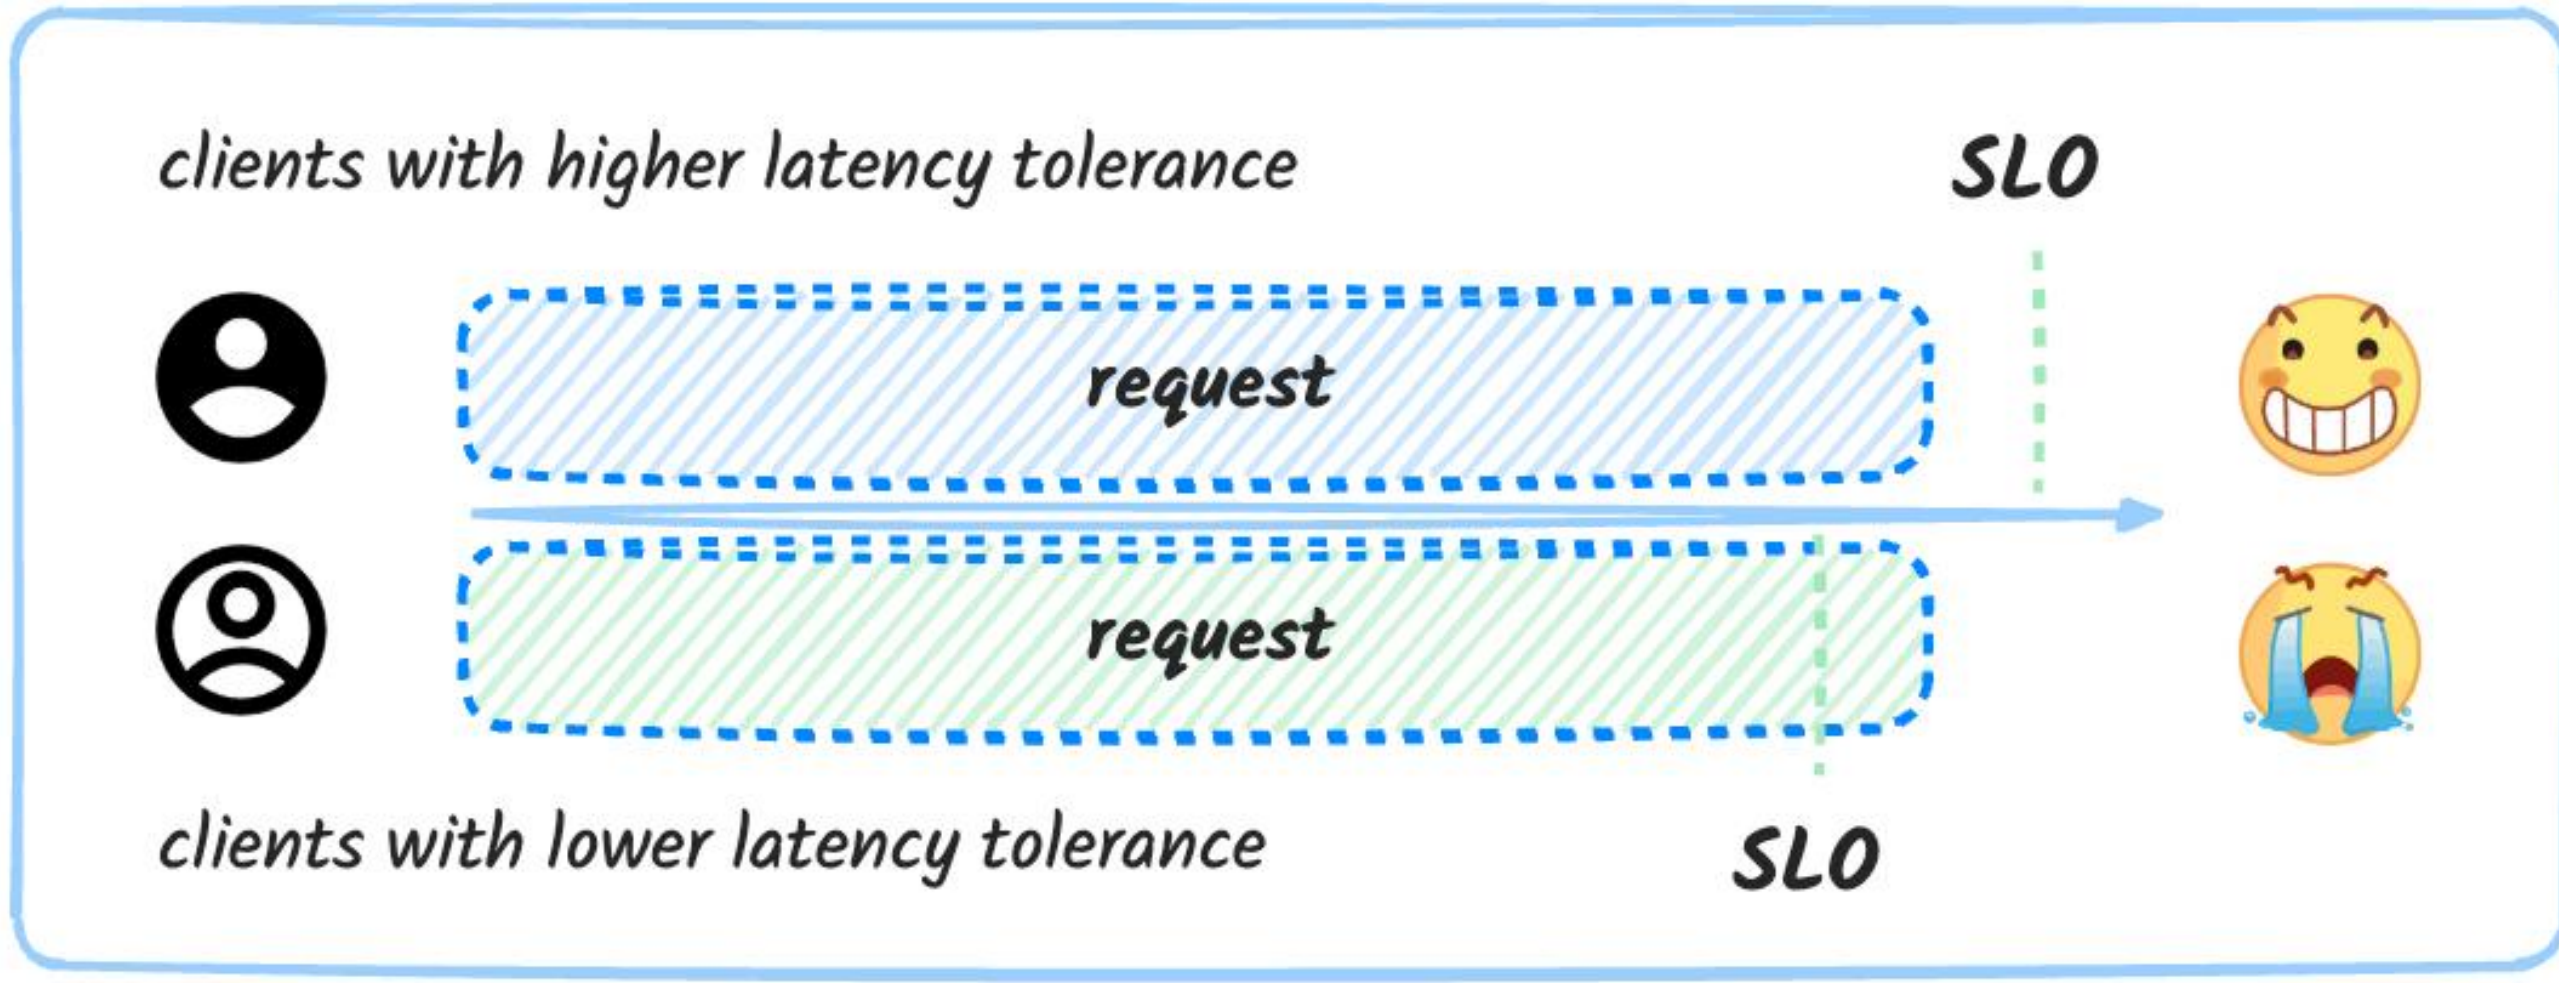 clients with higher latency tolerance
SLO
request
request
clients with lower latency tolerance
SLO